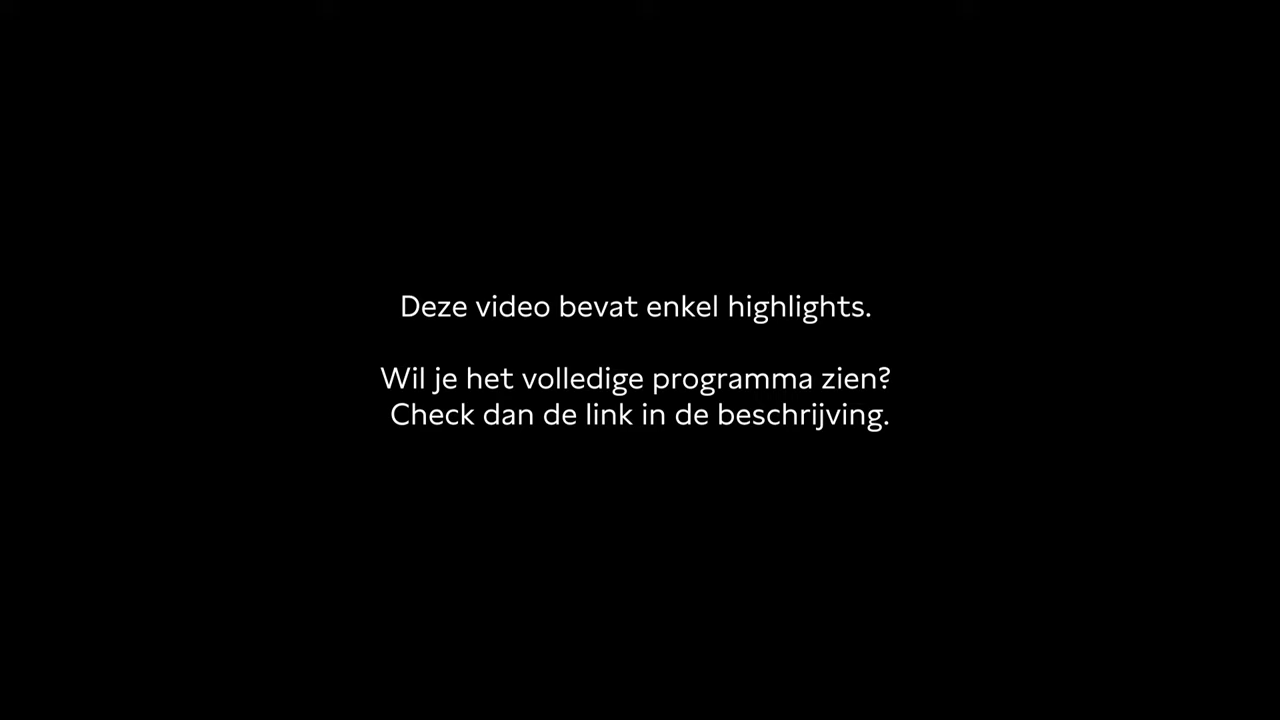 Deze video bevat enkel highlights.
Wil je het volledige programma zien?
Check dan de link in de beschrijving.